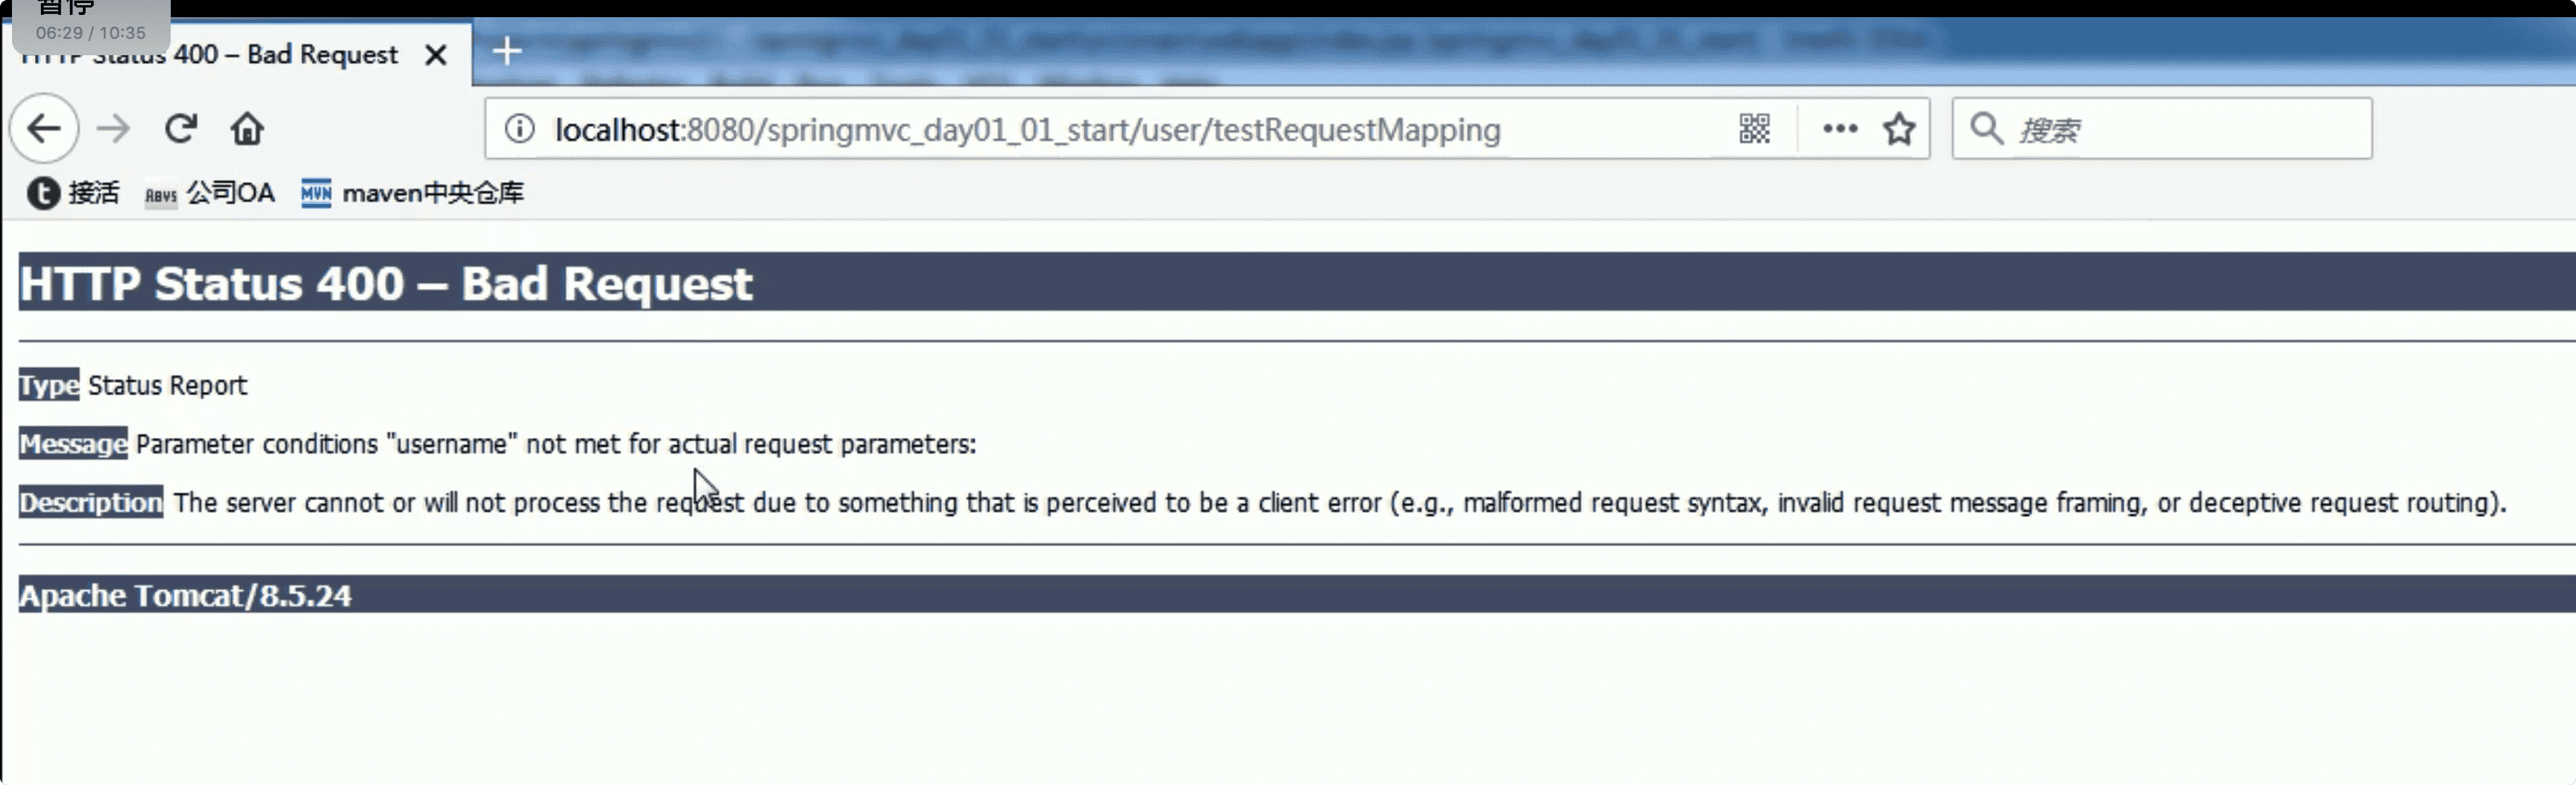 暂停
06:29 / 10:35
HTTP Status 400 – Bad Request
localhost:8080/springmvc_day01_01_start/user/testRequestMapping
搜索
接活 ABVS 公司OA MVN maven中央仓库
HTTP Status 400 – Bad Request
Type Status Report
Message Parameter conditions "username" not met for actual request parameters:
Description The server cannot or will not process the request due to something that is perceived to be a client error (e.g., malformed request syntax, invalid request message framing, or deceptive request routing).
Apache Tomcat/8.5.24